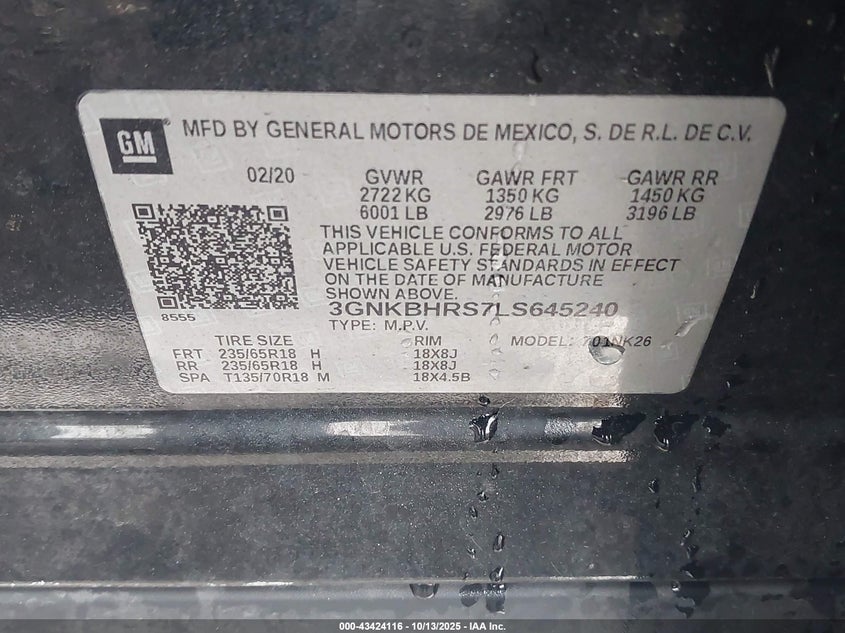 GM MFD BY GENERAL MOTORS DE MEXICO, S. DE R.L. DE C.V.
02/20 GVWR GAWR FRT GAWR RR
2722 KG 1350 KG 1450 KG
6001 LB 2976 LB 3196 LB
THIS VEHICLE CONFORMS TO ALL
APPLICABLE U.S. FEDERAL MOTOR
VEHICLE SAFETY STANDARDS IN EFFECT
ON THE DATE OF MANUFACTURE
SHOWN ABOVE.
8555
3GNKBHRS7LS645240
TYPE: M.P.V.
TIRE SIZE RIM MODEL: 701NK26
FRT 235/65R18 H 18X8J
RR 235/65R18 H 18X8J
SPA T135/70R18 M 18X4.5B
000-43424116 - 10/13/2025 - IAA Inc.